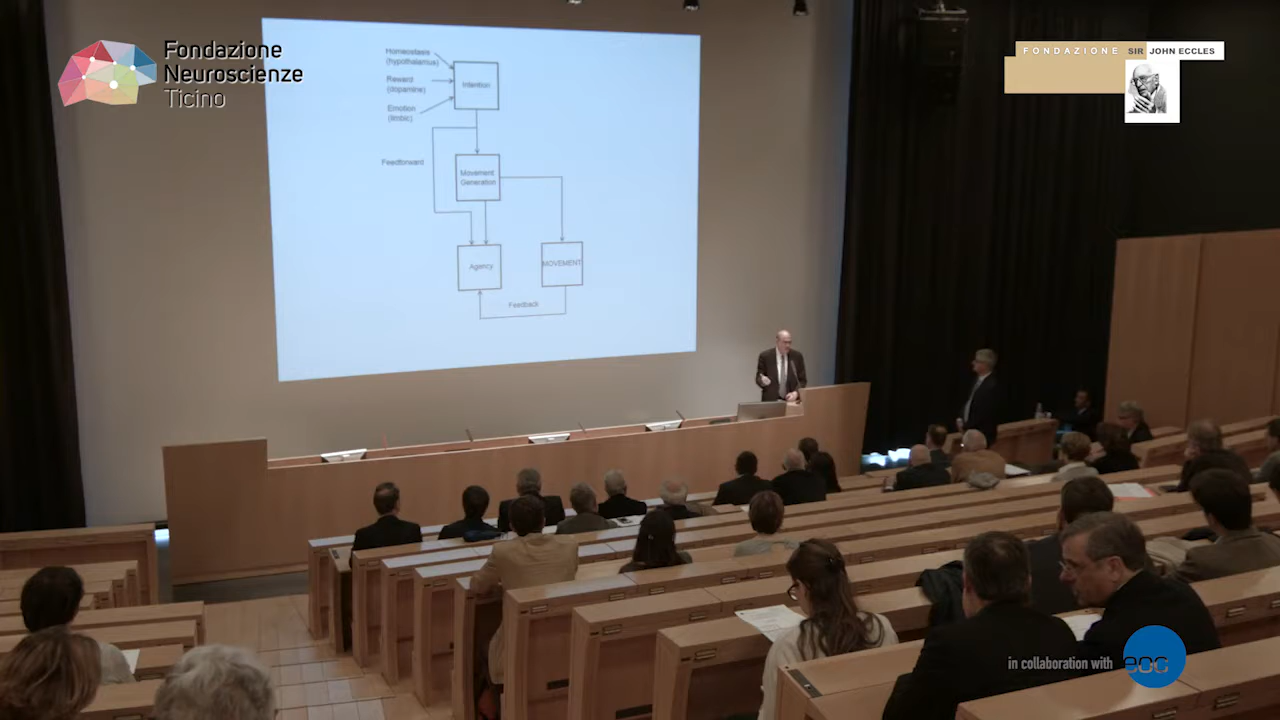 Fondazione
Neuroscienze
Ticino
FONDAZIONE SIR JOHN ECCLES
Homeostasis
(hypothalamus)
Reward
(dopamine)
Emotion
(limbic)
Intention
Feedforward
Movement
Generation
Agency
MOVEMENT
Feedback
in collaboration with
eoc